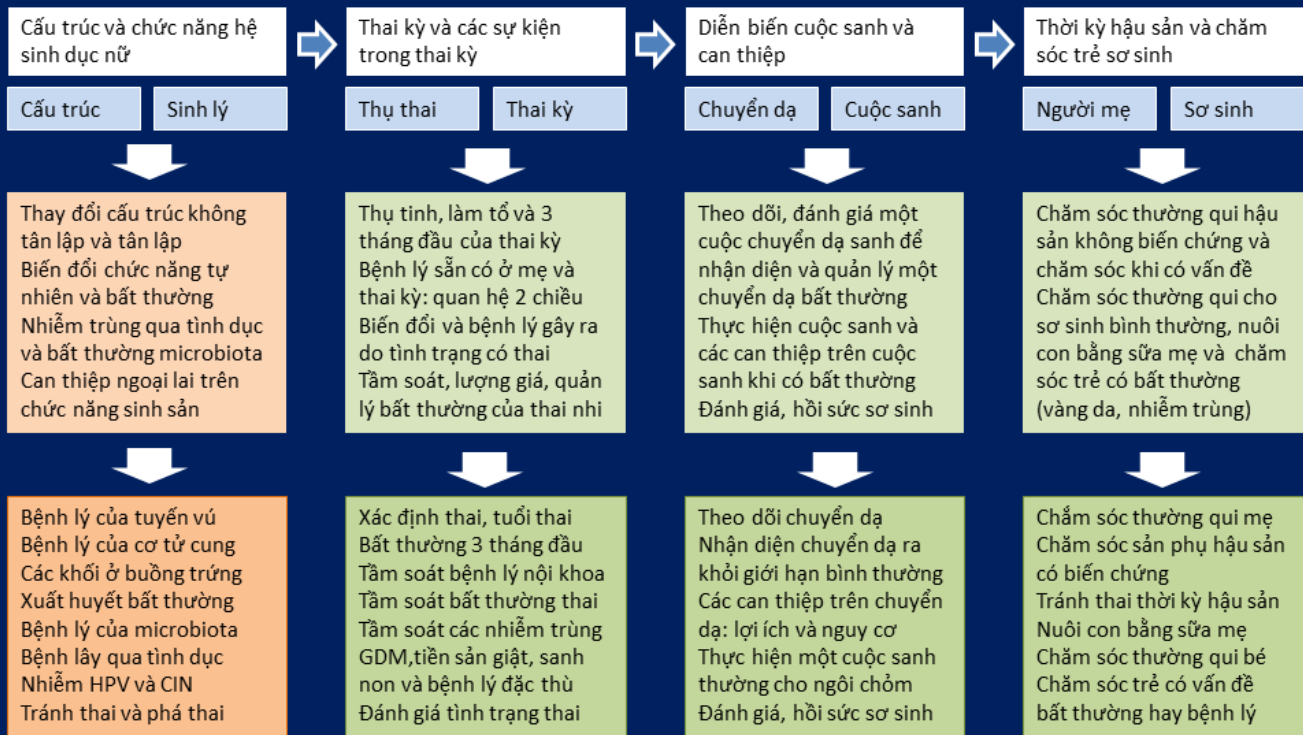 Cấu trúc và chức năng hệ
sinh dục nữ
Thai kỳ và các sự kiện
trong thai kỳ
Diễn biến cuộc sanh và
can thiệp
Thời kỳ hậu sản và chăm
sóc trẻ sơ sinh
Cấu trúc
Sinh lý
Thụ thai
Thai kỳ
Chuyển dạ
Cuộc sanh
Người mẹ
Sơ sinh
Thay đổi cấu trúc không
tân lập và tân lập
Biến đổi chức năng tự
nhiên và bất thường
Nhiễm trùng qua tình dục
và bất thường microbiota
Can thiệp ngoại lai trên
chức năng sinh sản
Thụ tinh, làm tổ và 3
tháng đầu của thai kỳ
Bệnh lý sẵn có ở mẹ và
thai kỳ: quan hệ 2 chiều
Biến đổi và bệnh lý gây ra
do tình trạng có thai
Tầm soát, lượng giá, quản
lý bất thường của thai nhi
Theo dõi, đánh giá một
cuộc chuyển dạ sanh để
nhận diện và quản lý một
chuyển dạ bất thường
Thực hiện cuộc sanh và
các can thiệp trên cuộc
sanh khi có bất thường
Đánh giá, hồi sức sơ sinh
Chăm sóc thường qui hậu
sản không biến chứng và
chăm sóc khi có vấn đề
Chăm sóc thường qui cho
sơ sinh bình thường, nuôi
con bằng sữa mẹ và chăm
sóc trẻ có bất thường
(vàng da, nhiễm trùng)
Bệnh lý của tuyến vú
Bệnh lý của cơ tử cung
Các khối ở buồng trứng
Xuất huyết bất thường
Bệnh lý của microbiota
Bệnh lây qua tình dục
Nhiễm HPV và CIN
Tránh thai và phá thai
Xác định thai, tuổi thai
Bất thường 3 tháng đầu
Tầm soát bệnh lý nội khoa
Tầm soát bất thường thai
Tầm soát các nhiễm trùng
GDM,tiền sản giật, sanh
non và bệnh lý đặc thù
Đánh giá tình trạng thai
Theo dõi chuyển dạ
Nhận diện chuyển dạ ra
khỏi giới hạn bình thường
Các can thiệp trên chuyển
dạ: lợi ích và nguy cơ
Thực hiện một cuộc sanh
thường cho ngôi chỏm
Đánh giá, hồi sức sơ sinh
Chắm sóc thường qui mẹ
Chăm sóc sản phụ hậu sản
có biến chứng
Tránh thai thời kỳ hậu sản
Nuôi con bằng sữa mẹ
Chăm sóc thường qui bé
Chăm sóc trẻ có vấn đề
bất thường hay bệnh lý